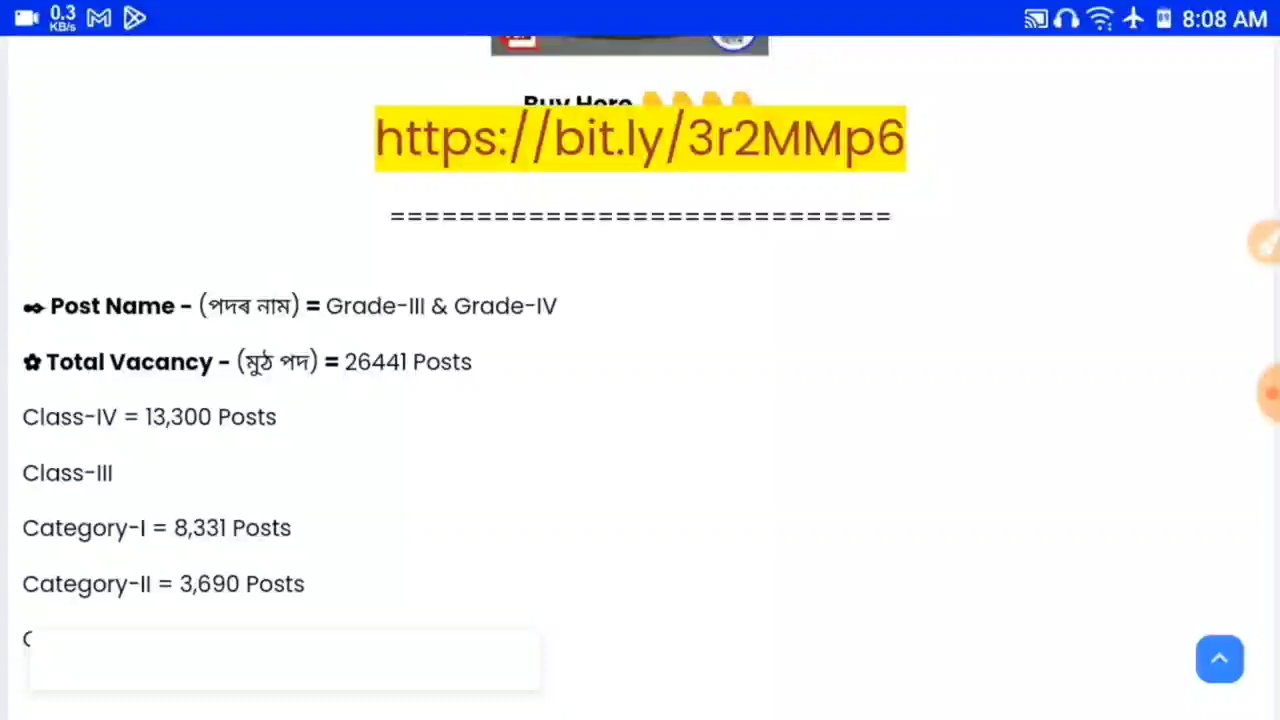 0.3
KB/s
8:08 AM
Buy Here 👇👇👇👇
https://bit.ly/3r2MMp6
=============================
➨ Post Name - (পদৰ নাম) = Grade-III & Grade-IV
✿ Total Vacancy - (মুঠ পদ) = 26441 Posts
Class-IV = 13,300 Posts
Class-III
Category-I = 8,331 Posts
Category-II = 3,690 Posts